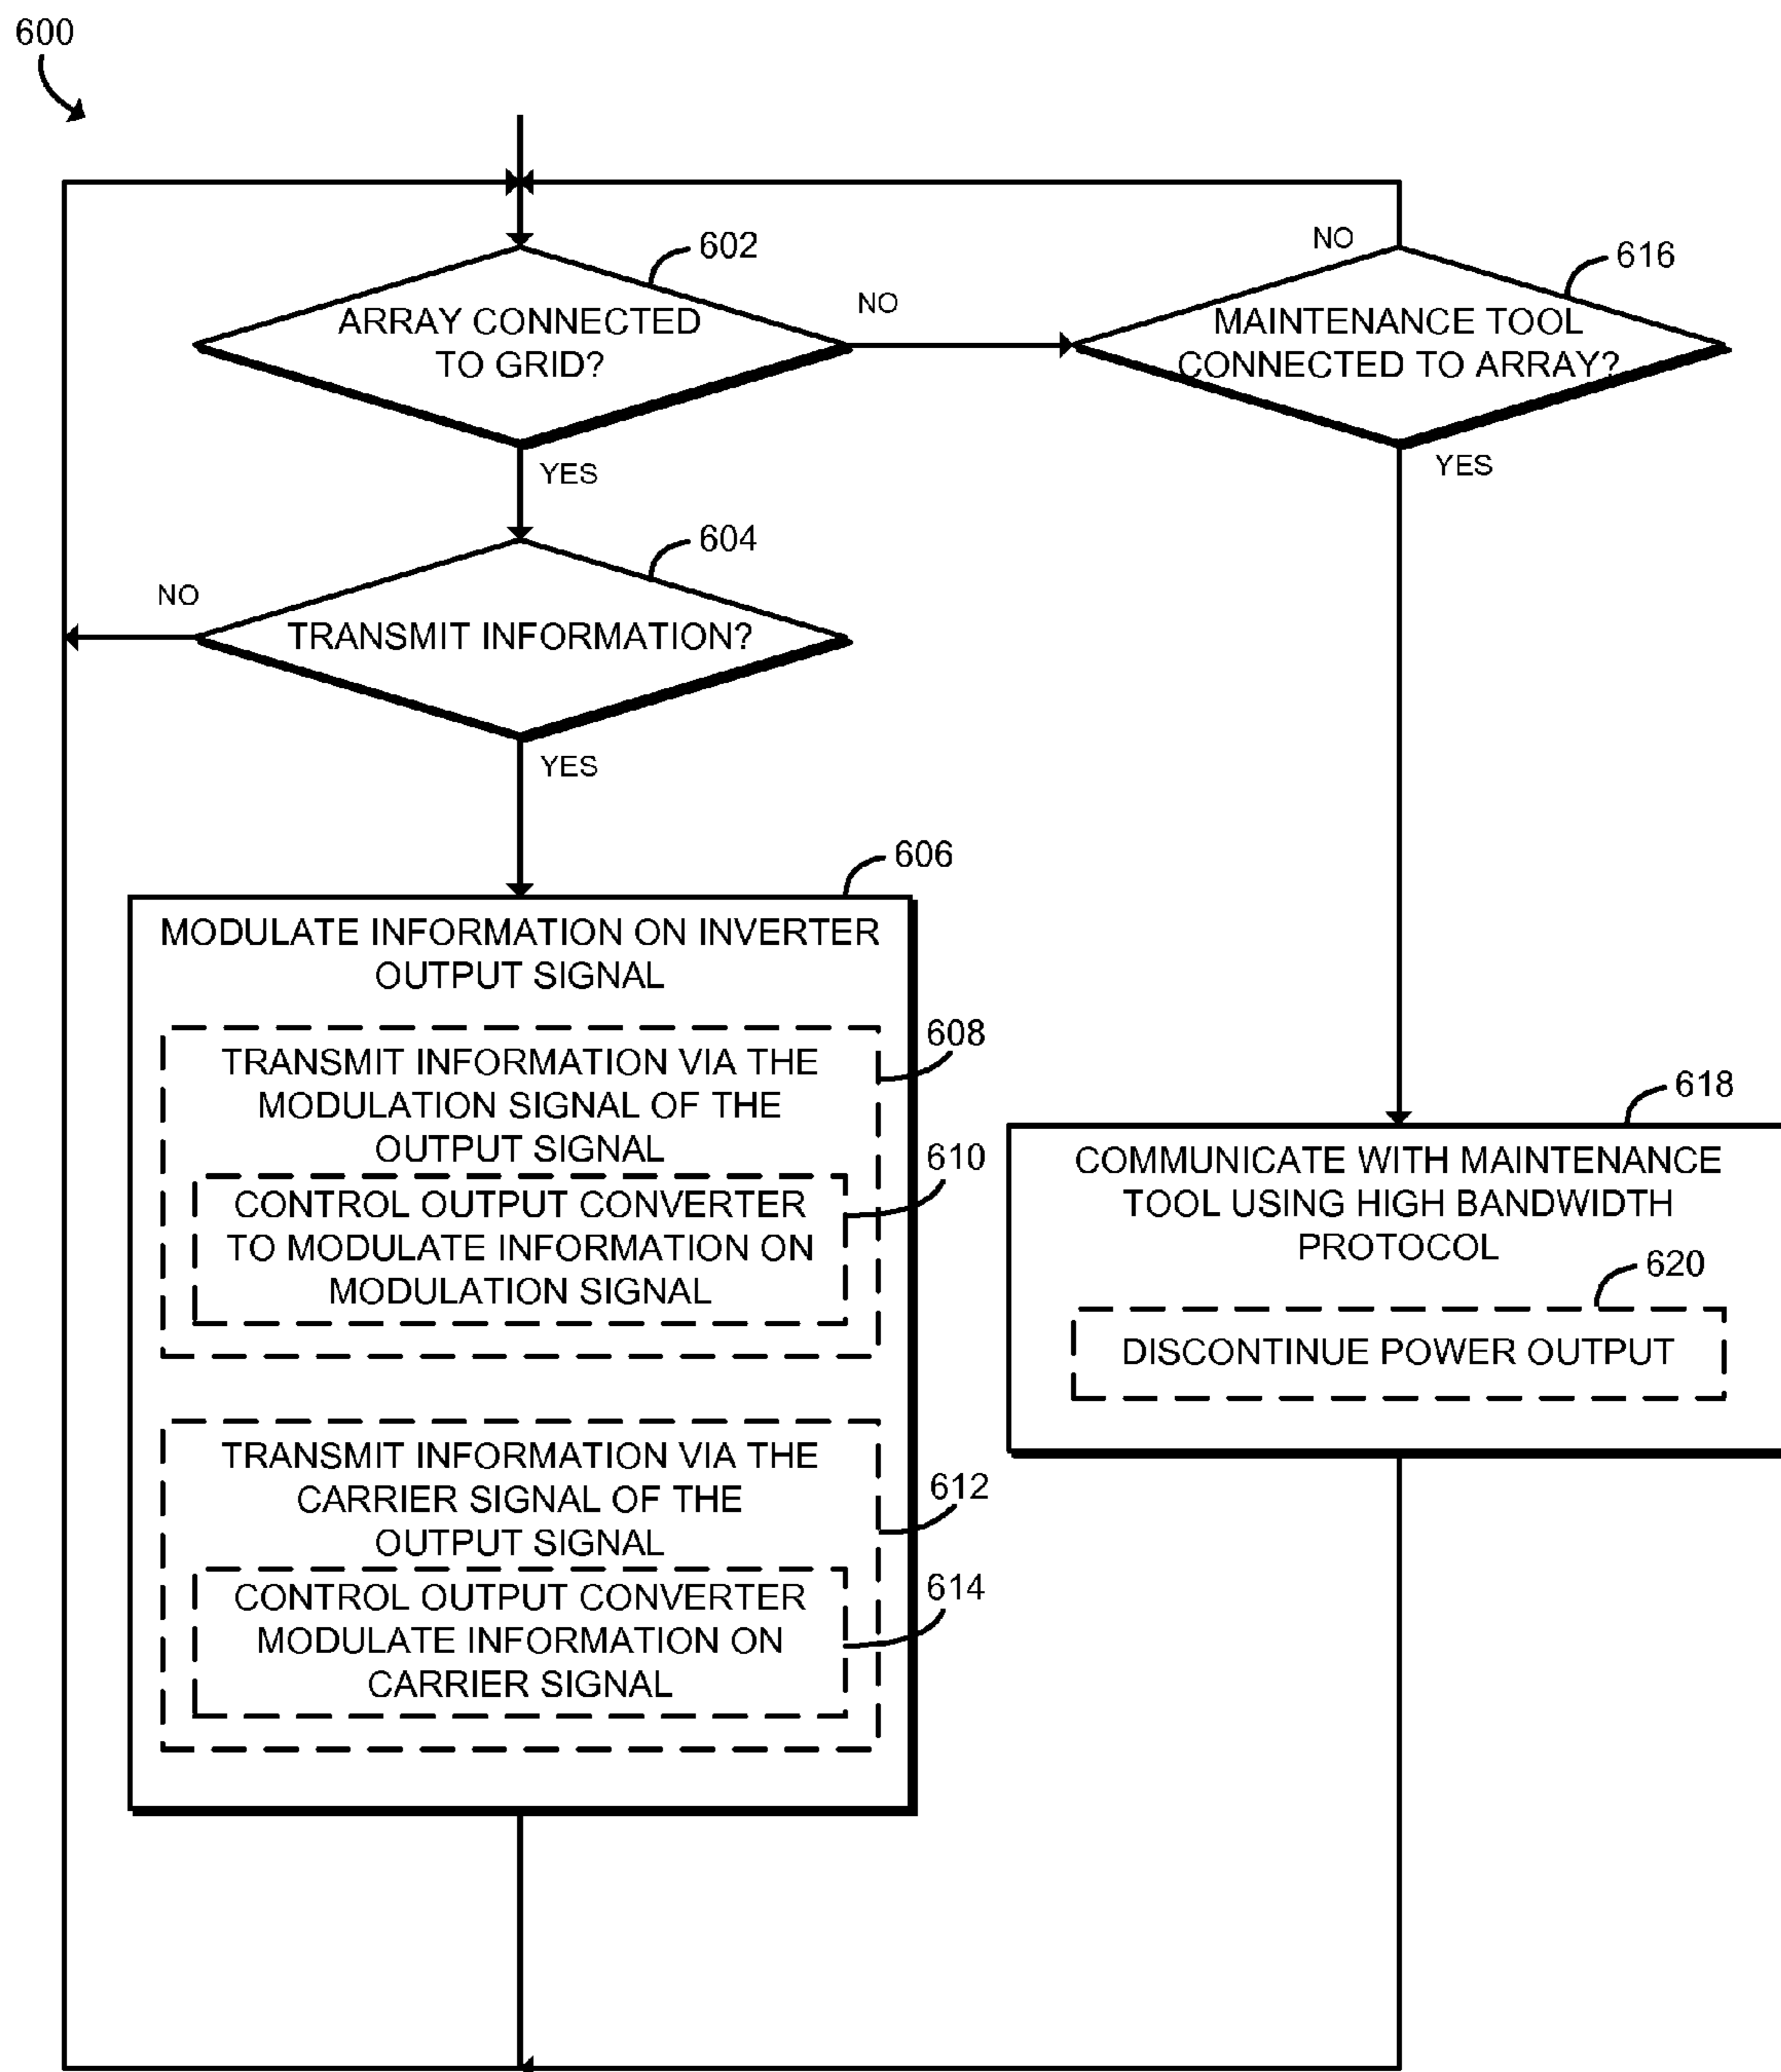 600
602
ARRAY CONNECTED
TO GRID?
NO
YES
NO
616
MAINTENANCE TOOL
CONNECTED TO ARRAY?
YES
604
NO
TRANSMIT INFORMATION?
YES
606
MODULATE INFORMATION ON INVERTER
OUTPUT SIGNAL
608
TRANSMIT INFORMATION VIA THE
MODULATION SIGNAL OF THE
OUTPUT SIGNAL
610
CONTROL OUTPUT CONVERTER
TO MODULATE INFORMATION ON
MODULATION SIGNAL
612
TRANSMIT INFORMATION VIA THE
CARRIER SIGNAL OF THE
OUTPUT SIGNAL
614
CONTROL OUTPUT CONVERTER
MODULATE INFORMATION ON
CARRIER SIGNAL
618
COMMUNICATE WITH MAINTENANCE
TOOL USING HIGH BANDWIDTH
PROTOCOL
620
DISCONTINUE POWER OUTPUT